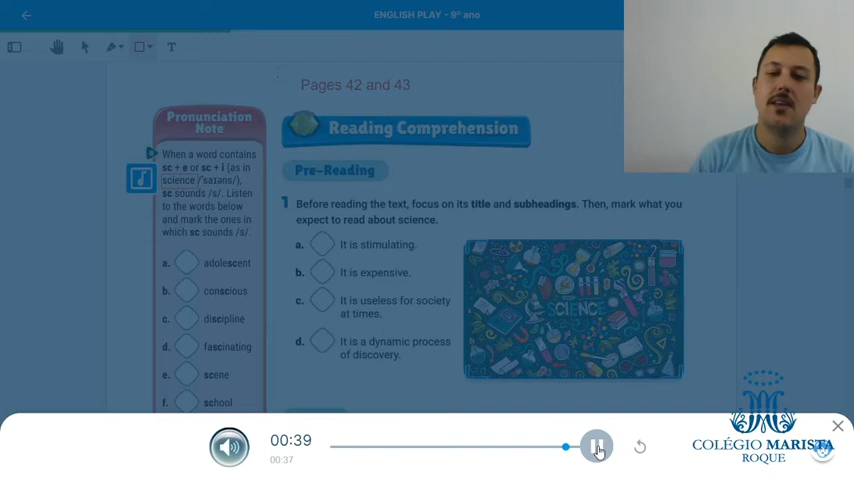 ENGLISH PLAY - 9º ano
T
Pages 42 and 43
Pronunciation
Note
When a word contains
sc + e or sc + i (as in
science /ˈsaɪəns/),
sc sounds /s/. Listen
to the words below
and mark the ones in
which sc sounds /s/.
a. adolescent
b. conscious
c. discipline
d. fascinating
e. scene
f. school
Reading Comprehension
Pre-Reading
1 Before reading the text, focus on its title and subheadings. Then, mark what you
expect to read about science.
a. It is stimulating.
b. It is expensive.
c. It is useless for society
at times.
d. It is a dynamic process
of discovery.
SCIENCE
00:39
00:37
COLÉGIO MARISTA
ROQUE